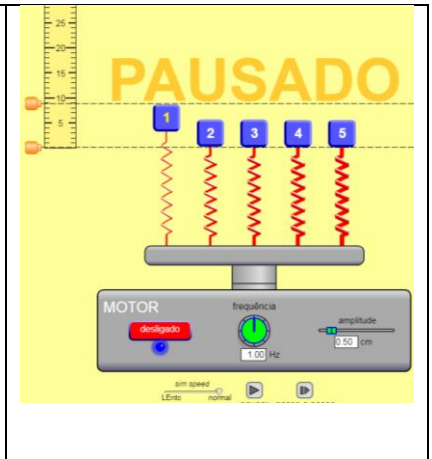 25
20
15
10
5
PAUSADO
1
2
3
4
5
MOTOR
desligado
frequência
1.00 Hz
amplitude
0.50 cm
sim speed
LEnto normal